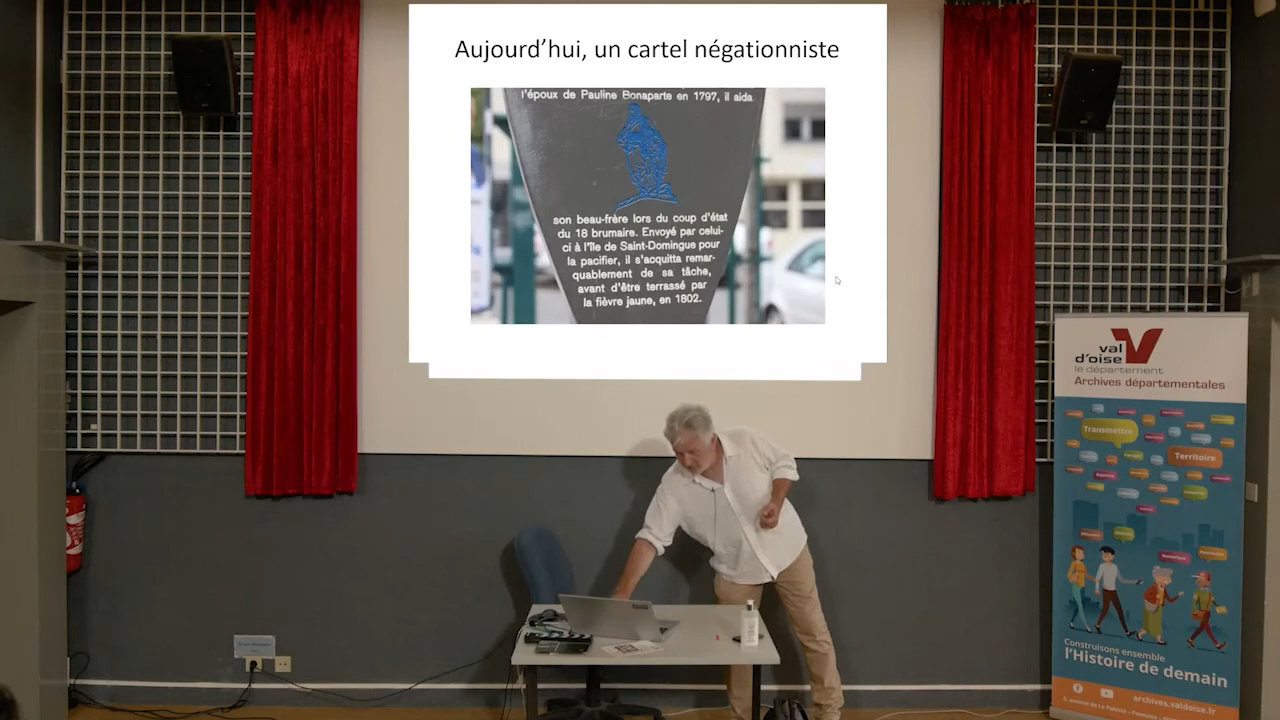 Aujourd'hui, un cartel négationniste
l'époux de Pauline Bonaparte en 1797, il aida
son beau-frère lors du coup d'état
du 18 brumaire. Envoyé par celui-
ci à l'île de Saint-Domingue pour
la pacifier, il s'acquitta remar-
quablement de sa tâche,
avant d'être terrassé par
la fièvre jaune, en 1802.
val
d'oise
le département
Archives départementales
Transmettre
Territoire
Construisons ensemble
l'Histoire de demain
archives.valdoise.fr